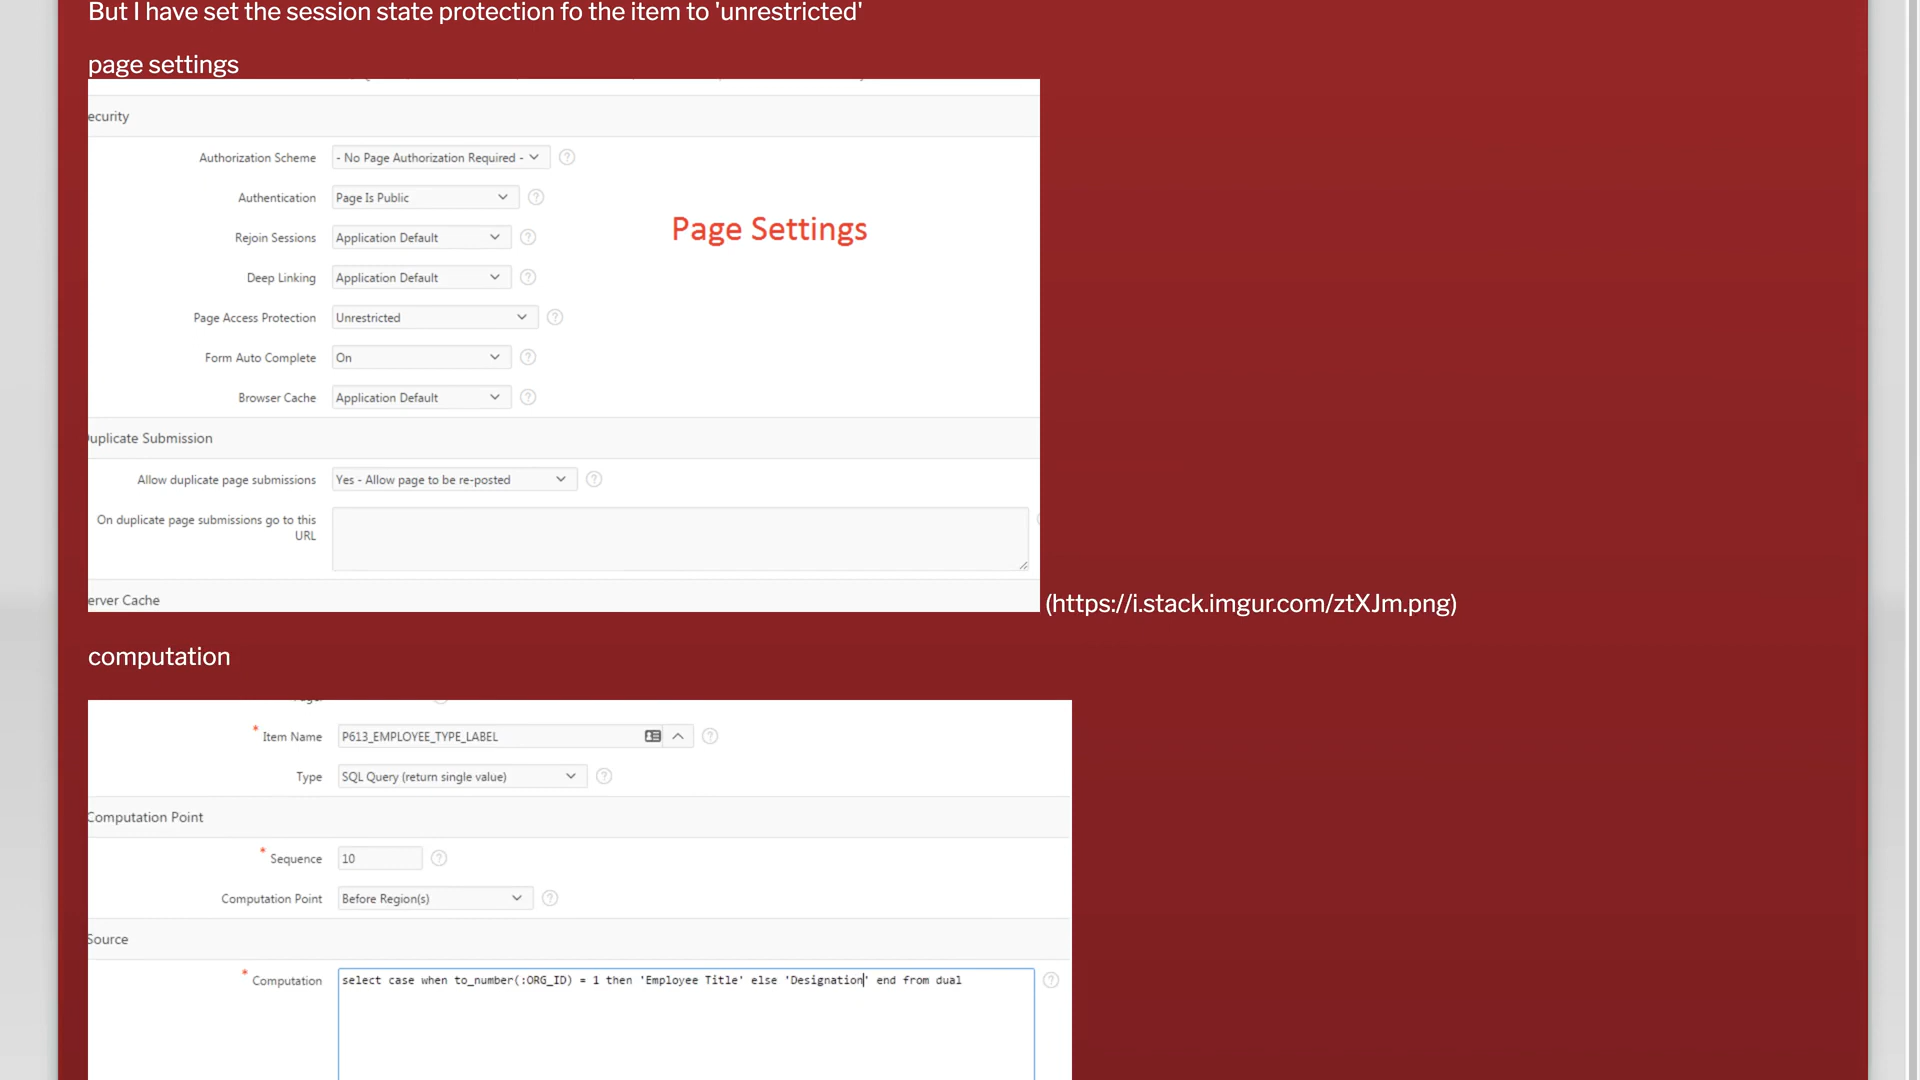 But I have set the session state protection fo the item to 'unrestricted'
page settings
ecurity
Authorization Scheme - No Page Authorization Required -
Authentication Page Is Public
Page Settings
Rejoin Sessions Application Default
Deep Linking Application Default
Page Access Protection Unrestricted
Form Auto Complete On
Browser Cache Application Default
uplicate Submission
Allow duplicate page submissions Yes - Allow page to be re-posted
On duplicate page submissions go to this
URL
erver Cache
(https://i.stack.imgur.com/ztXJm.png)
computation
* Item Name P613_EMPLOYEE_TYPE_LABEL
Type SQL Query (return single value)
Computation Point
* Sequence 10
Computation Point Before Region(s)
Source
* Computation select case when to_number(:ORG_ID) = 1 then 'Employee Title' else 'Designation' end from dual